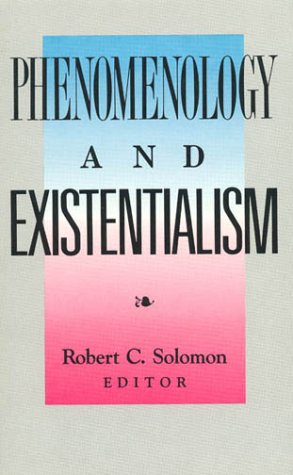 PHENOMENOLOGY
AND
EXISTENTIALISM
Robert C. Solomon
EDITOR